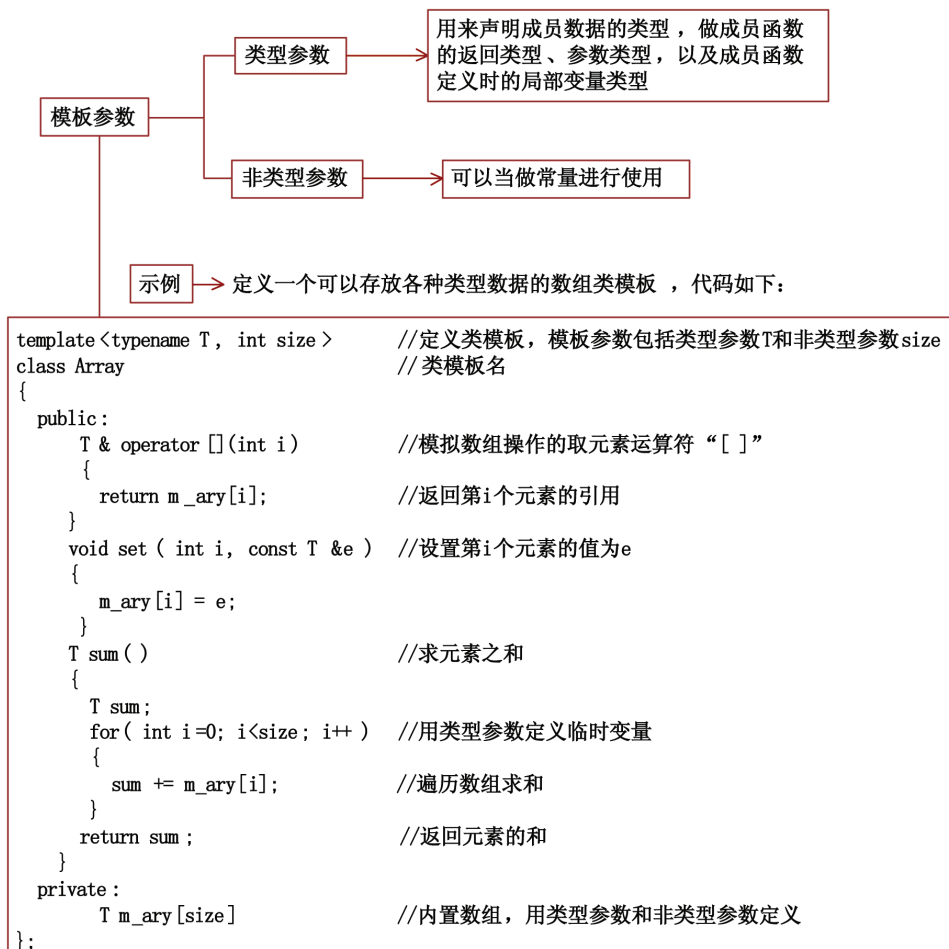 类型参数
用来声明成员数据的类型，做成员函数
的返回类型、参数类型，以及成员函数
定义时的局部变量类型
模板参数
非类型参数
可以当做常量进行使用
示例
定义一个可以存放各种类型数据的数组类模板 ，代码如下：
template<typename T, int size> //定义类模板，模板参数包括类型参数T和非类型参数size
class Array //类模板名
{
public:
T & operator [](int i) //模拟数组操作的取元素运算符“[ ]”
{
return m_ary[i]; //返回第i个元素的引用
}
void set ( int i, const T &e ) //设置第i个元素的值为e
{
m_ary[i] = e;
}
T sum( ) //求元素之和
{
T sum;
for( int i=0; i<size; i++ ) //用类型参数定义临时变量
{
sum += m_ary[i]; //遍历数组求和
}
return sum; //返回元素的和
}
private:
T m_ary[size] //内置数组，用类型参数和非类型参数定义
};